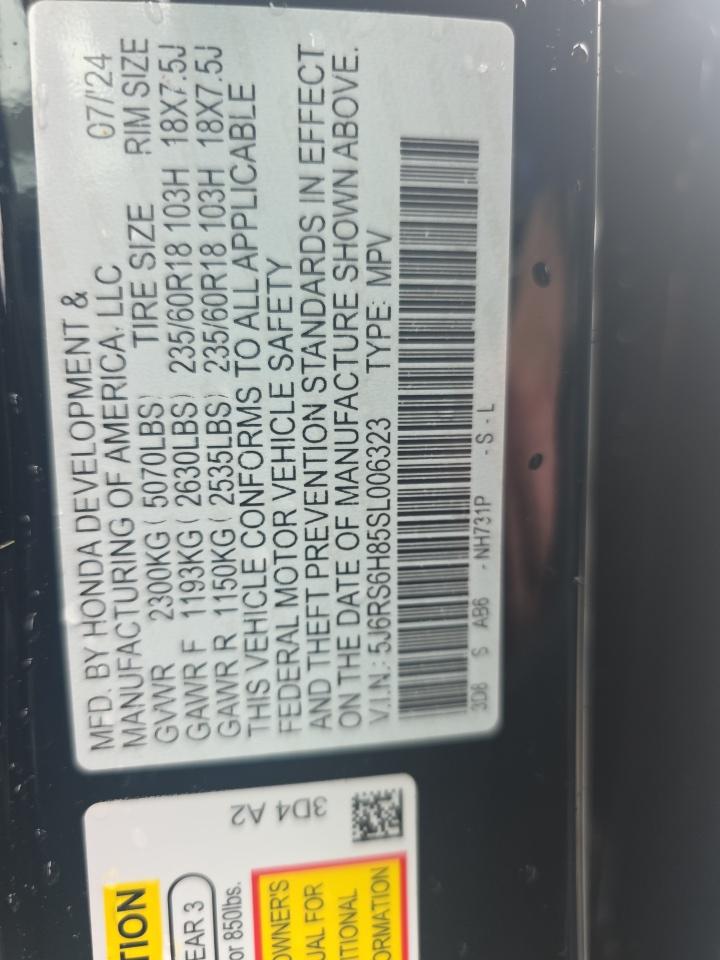 MFD. BY HONDA DEVELOPMENT & 07/'24
MANUFACTURING OF AMERICA. LLC
TIRE SIZE RIM SIZE
GVWR 2300KG (5070LBS)
GAWR F 1193KG (2630LBS) 235/60R18 103H 18X7.5J
GAWR R 1150KG (2535LBS) 235/60R18 103H 18X7.5J
THIS VEHICLE CONFORMS TO ALL APPLICABLE
FEDERAL MOTOR VEHICLE SAFETY
AND THEFT PREVENTION STANDARDS IN EFFECT
ON THE DATE OF MANUFACTURE SHOWN ABOVE.
V.I.N.: 5J6RS6H85SL006323 TYPE: MPV
3D8 S AB6 - NH731P - S - L
3D4 A2
TION
EAR 3
or 850lbs.
OWNER'S
UAL FOR
ITIONAL
ORMATION